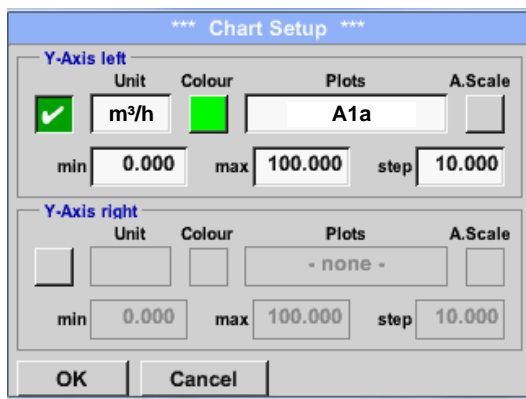 *** Chart Setup ***
Y-Axis left
Unit Colour Plots A.Scale
m³/h A1a
min 0.000 max 100.000 step 10.000
Y-Axis right
Unit Colour Plots A.Scale
- none -
min 0.000 max 100.000 step 10.000
OK Cancel